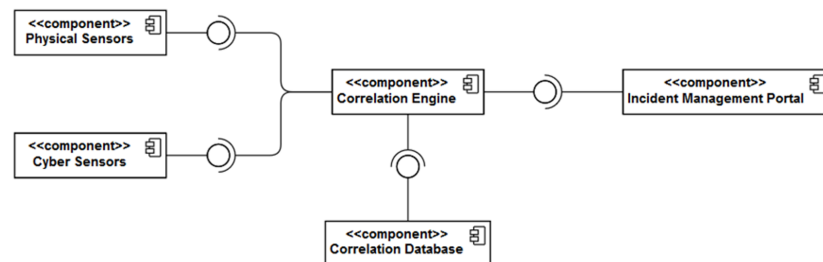 <<component>>
Physical Sensors
<<component>>
Correlation Engine
<<component>>
Incident Management Portal
<<component>>
Cyber Sensors
<<component>>
Correlation Database